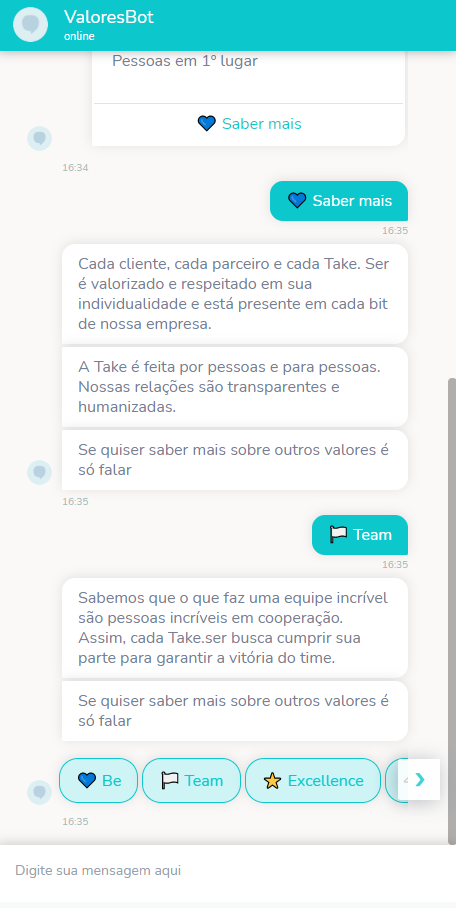 ValoresBot
online
Pessoas em 1º lugar
Saber mais
16:34
Saber mais
16:35
Cada cliente, cada parceiro e cada Take. Ser
é valorizado e respeitado em sua
individualidade e está presente em cada bit
de nossa empresa.
A Take é feita por pessoas e para pessoas.
Nossas relações são transparentes e
humanizadas.
Se quiser saber mais sobre outros valores é
só falar
16:35
Team
16:35
Sabemos que o que faz uma equipe incrível
são pessoas incríveis em cooperação.
Assim, cada Take.ser busca cumprir sua
parte para garantir a vitória do time.
Se quiser saber mais sobre outros valores é
só falar
Be Team Excellence
16:35
Digite sua mensagem aqui